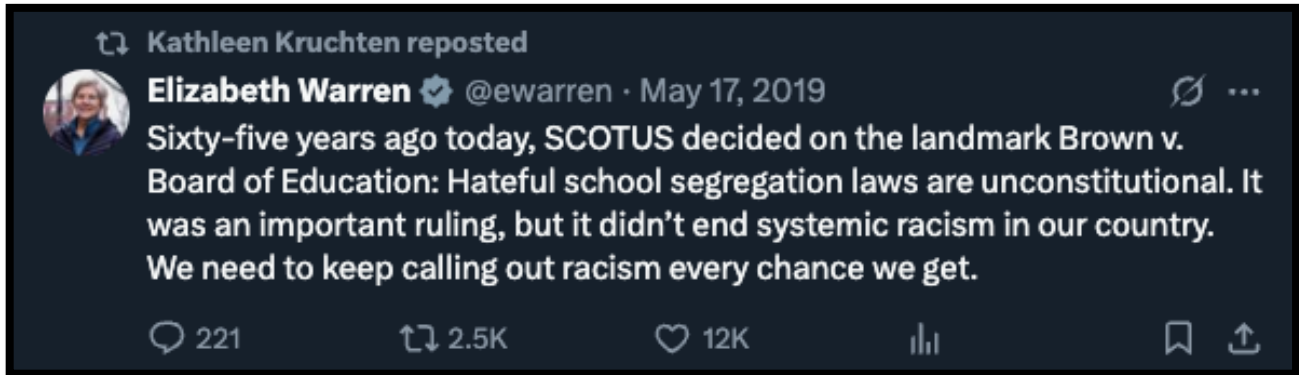 Kathleen Kruchten reposted
Elizabeth Warren @ewarren · May 17, 2019
Sixty-five years ago today, SCOTUS decided on the landmark Brown v.
Board of Education: Hateful school segregation laws are unconstitutional. It
was an important ruling, but it didn’t end systemic racism in our country.
We need to keep calling out racism every chance we get.
221 2.5K 12K